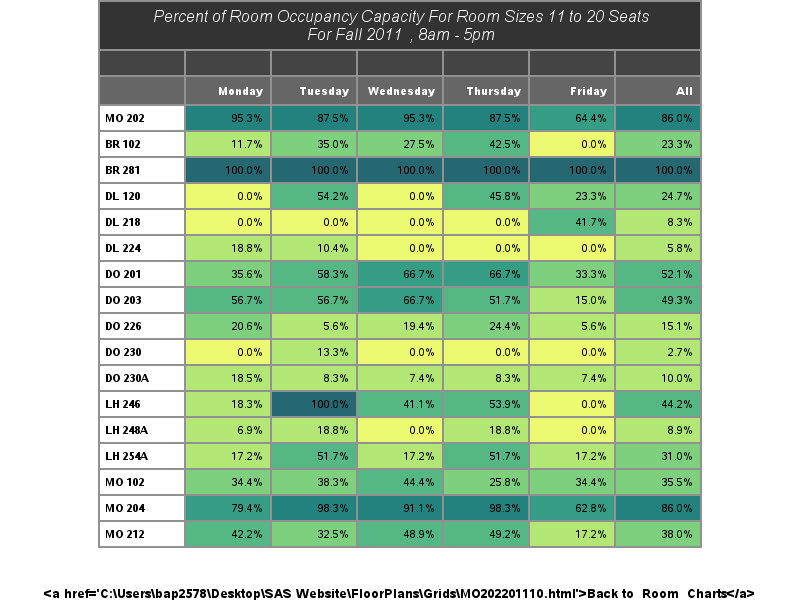 Percent of Room Occupancy Capacity For Room Sizes 11 to 20 Seats
For Fall 2011 , 8am - 5pm
Monday Tuesday Wednesday Thursday Friday All
MO 202 95.3% 87.5% 95.3% 87.5% 64.4% 86.0%
BR 102 11.7% 35.0% 27.5% 42.5% 0.0% 23.3%
BR 281 100.0% 100.0% 100.0% 100.0% 100.0% 100.0%
DL 120 0.0% 54.2% 0.0% 45.8% 23.3% 24.7%
DL 218 0.0% 0.0% 0.0% 0.0% 41.7% 8.3%
DL 224 18.8% 10.4% 0.0% 0.0% 0.0% 5.8%
DO 201 35.6% 58.3% 66.7% 66.7% 33.3% 52.1%
DO 203 56.7% 56.7% 66.7% 51.7% 15.0% 49.3%
DO 226 20.6% 5.6% 19.4% 24.4% 5.6% 15.1%
DO 230 0.0% 13.3% 0.0% 0.0% 0.0% 2.7%
DO 230A 18.5% 8.3% 7.4% 8.3% 7.4% 10.0%
LH 246 18.3% 100.0% 41.1% 53.9% 0.0% 44.2%
LH 248A 6.9% 18.8% 0.0% 18.8% 0.0% 8.9%
LH 254A 17.2% 51.7% 17.2% 51.7% 17.2% 31.0%
MO 102 34.4% 38.3% 44.4% 25.8% 34.4% 35.5%
MO 204 79.4% 98.3% 91.1% 98.3% 62.8% 86.0%
MO 212 42.2% 32.5% 48.9% 49.2% 17.2% 38.0%
<a href='C:\Users\bap2578\Desktop\SAS Website\FloorPlans\Grids\MO202201110.html'>Back to Room Charts</a>